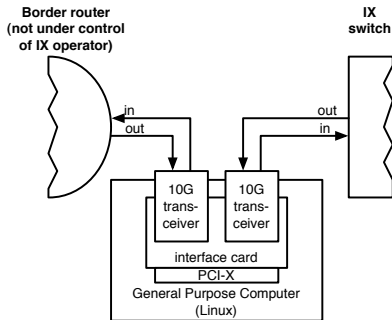 Border router
(not under control
of IX operator)
IX
switch
in
out
out
in
10G
trans-
ceiver
10G
trans-
ceiver
interface card
PCI-X
General Purpose Computer
(Linux)